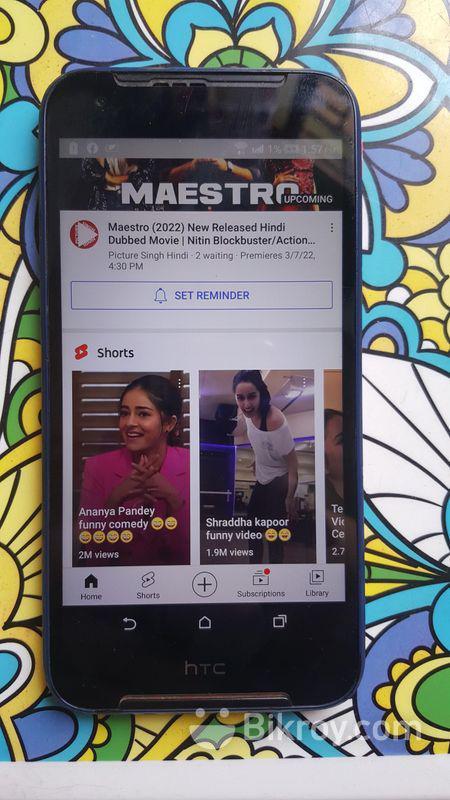 1%
1:57
MAESTRO
UPCOMING
Maestro (2022) New Released Hindi
Dubbed Movie | Nitin Blockbuster/Action...
Picture Singh Hindi · 2 waiting · Premieres 3/7/22,
4:30 PM
SET REMINDER
Shorts
Ananya Pandey
funny comedy 😄
😄😄😄😄
2M views
Shraddha kapoor
funny video 😄😄
1.9M views
Te
Vic
Ce
2.7
Home
Shorts
Subscriptions
Library
hTC
Bikroy.com